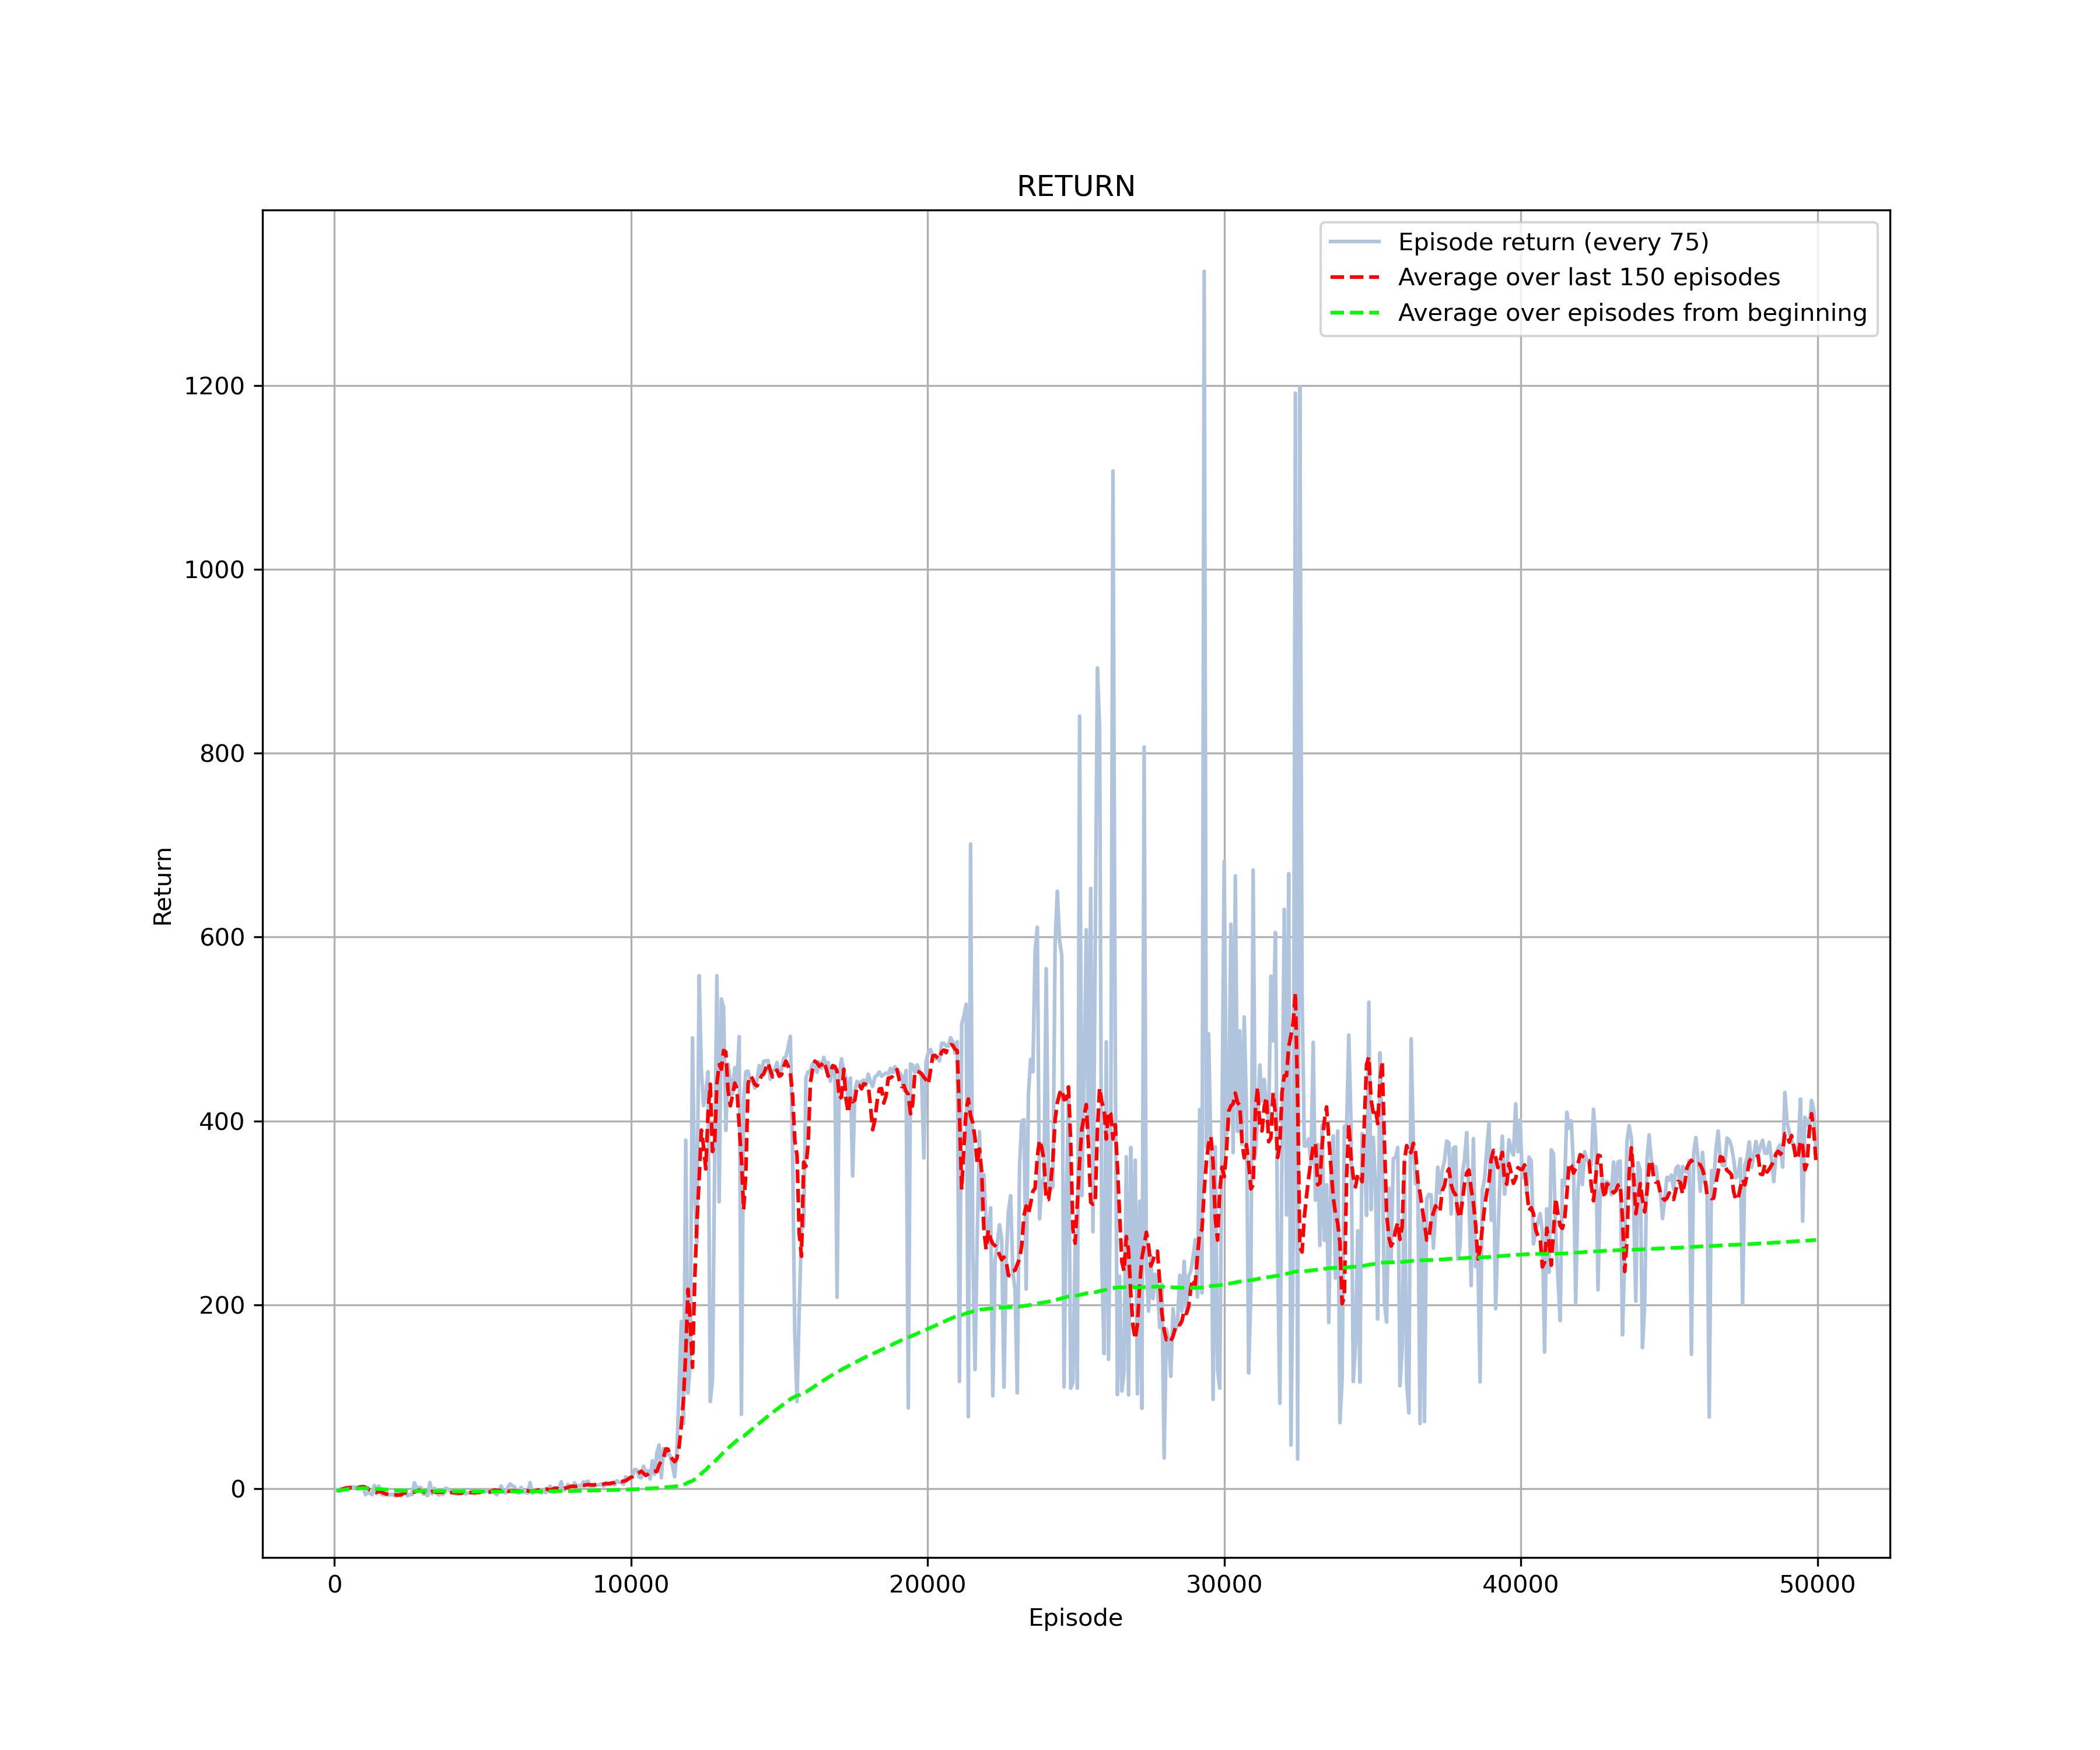 RETURN
Episode return (every 75)
Average over last 150 episodes
Average over episodes from beginning
1200
1000
800
600
400
200
0
Return
0 10000 20000 30000 40000 50000
Episode